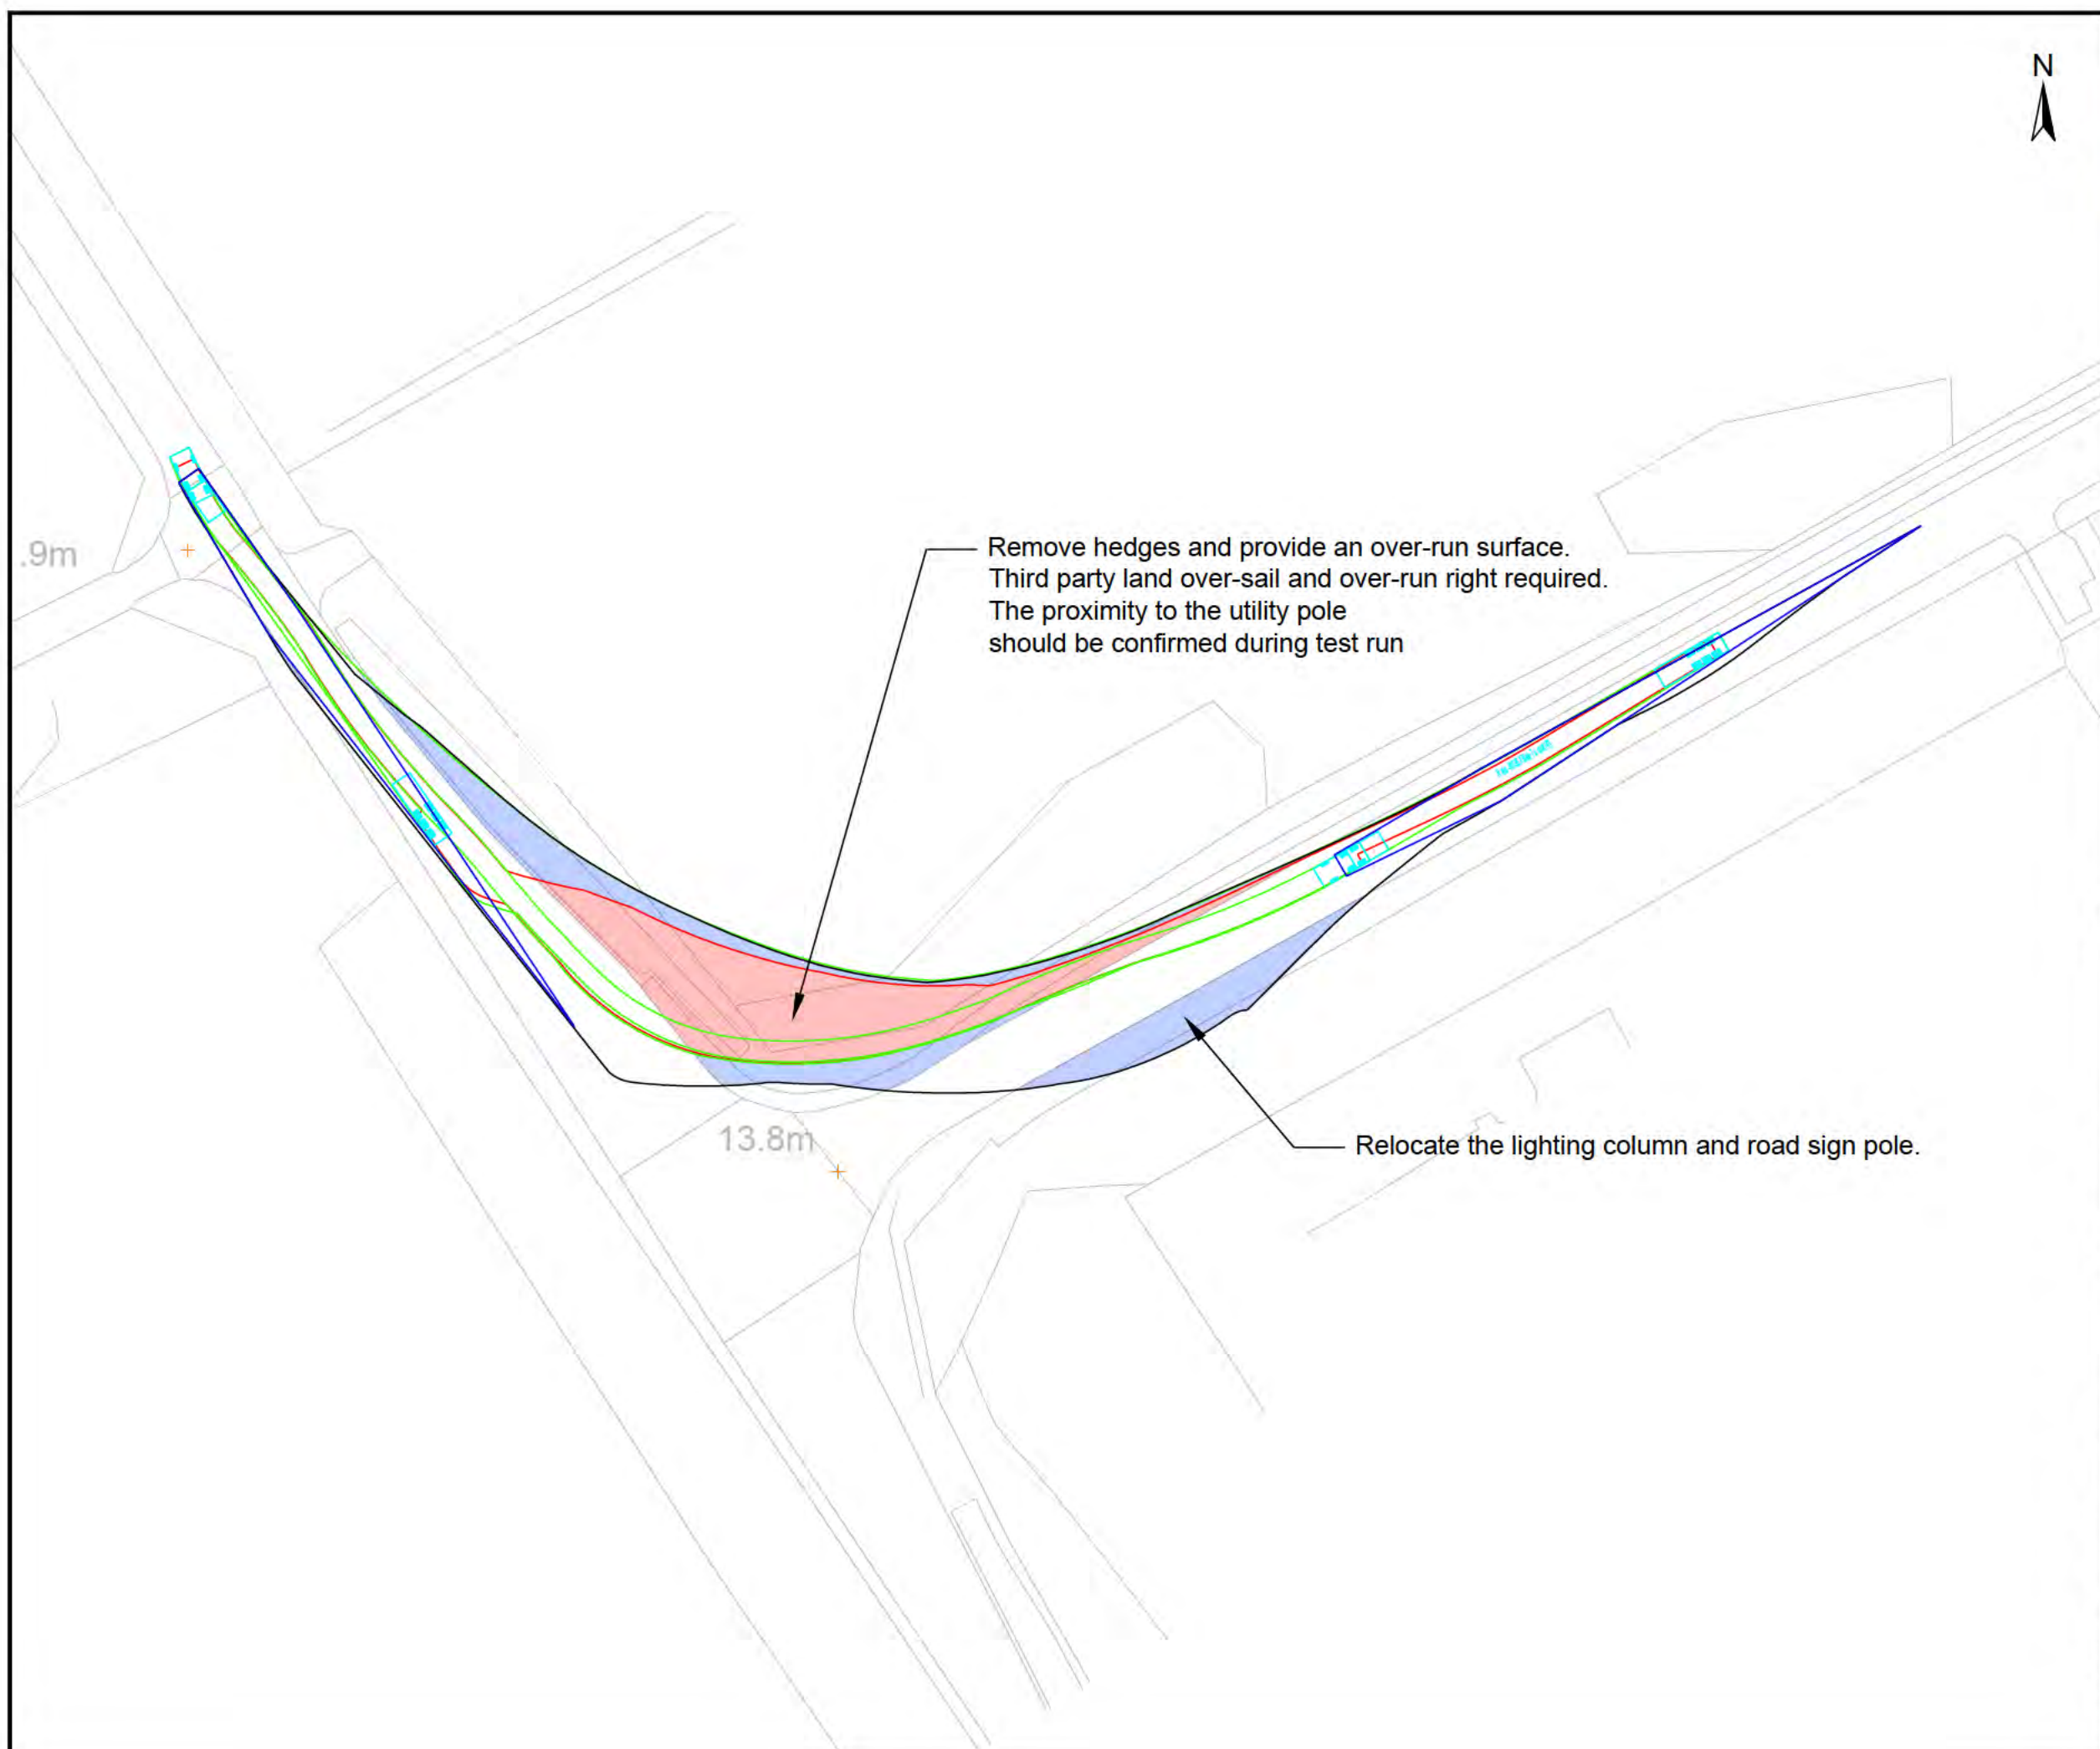 N
.9m
Remove hedges and provide an over-run surface.
Third party land over-sail and over-run right required.
The proximity to the utility pole
should be confirmed during test run
13.8m
Relocate the lighting column and road sign pole.